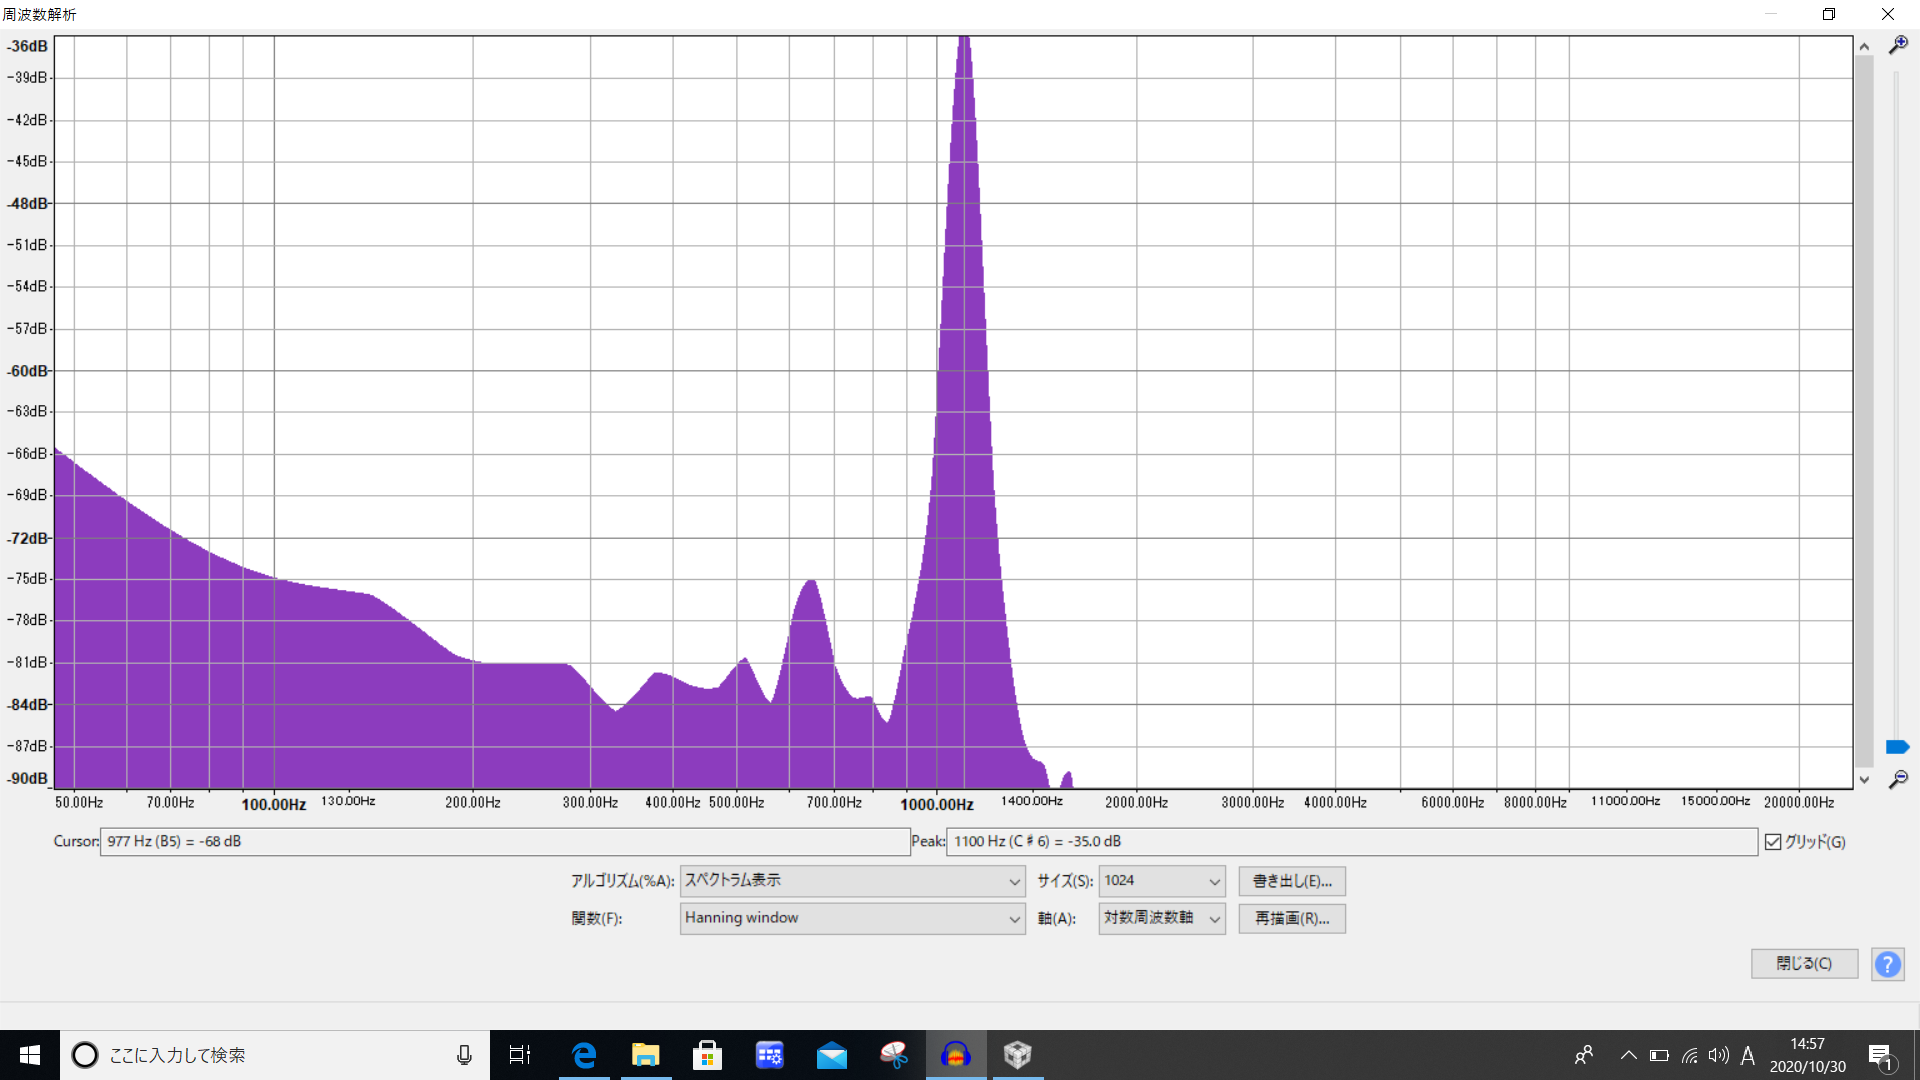 周波数解析
-36dB
-39dB
-42dB
-45dB
-48dB
-51dB
-54dB
-57dB
-60dB
-63dB
-66dB
-69dB
-72dB
-75dB
-78dB
-81dB
-84dB
-87dB
-90dB
50.00Hz 70.00Hz 100.00Hz 130.00Hz 200.00Hz 300.00Hz 400.00Hz 500.00Hz 700.00Hz 1000.00Hz 1400.00Hz 2000.00Hz 3000.00Hz 4000.00Hz 6000.00Hz 8000.00Hz 11000.00Hz 15000.00Hz 20000.00Hz
Cursor: 977 Hz (B5) = -68 dB Peak: 1100 Hz (C♯6) = -35.0 dB グリッド(G)
アルゴリズム(%A): スペクトラム表示 サイズ(S): 1024 書き出し(E)...
関数(F): Hanning window 軸(A): 対数周波数軸 再描画(R)...
閉じる(C) ?
ここに入力して検索
A
14:57
2020/10/30
1